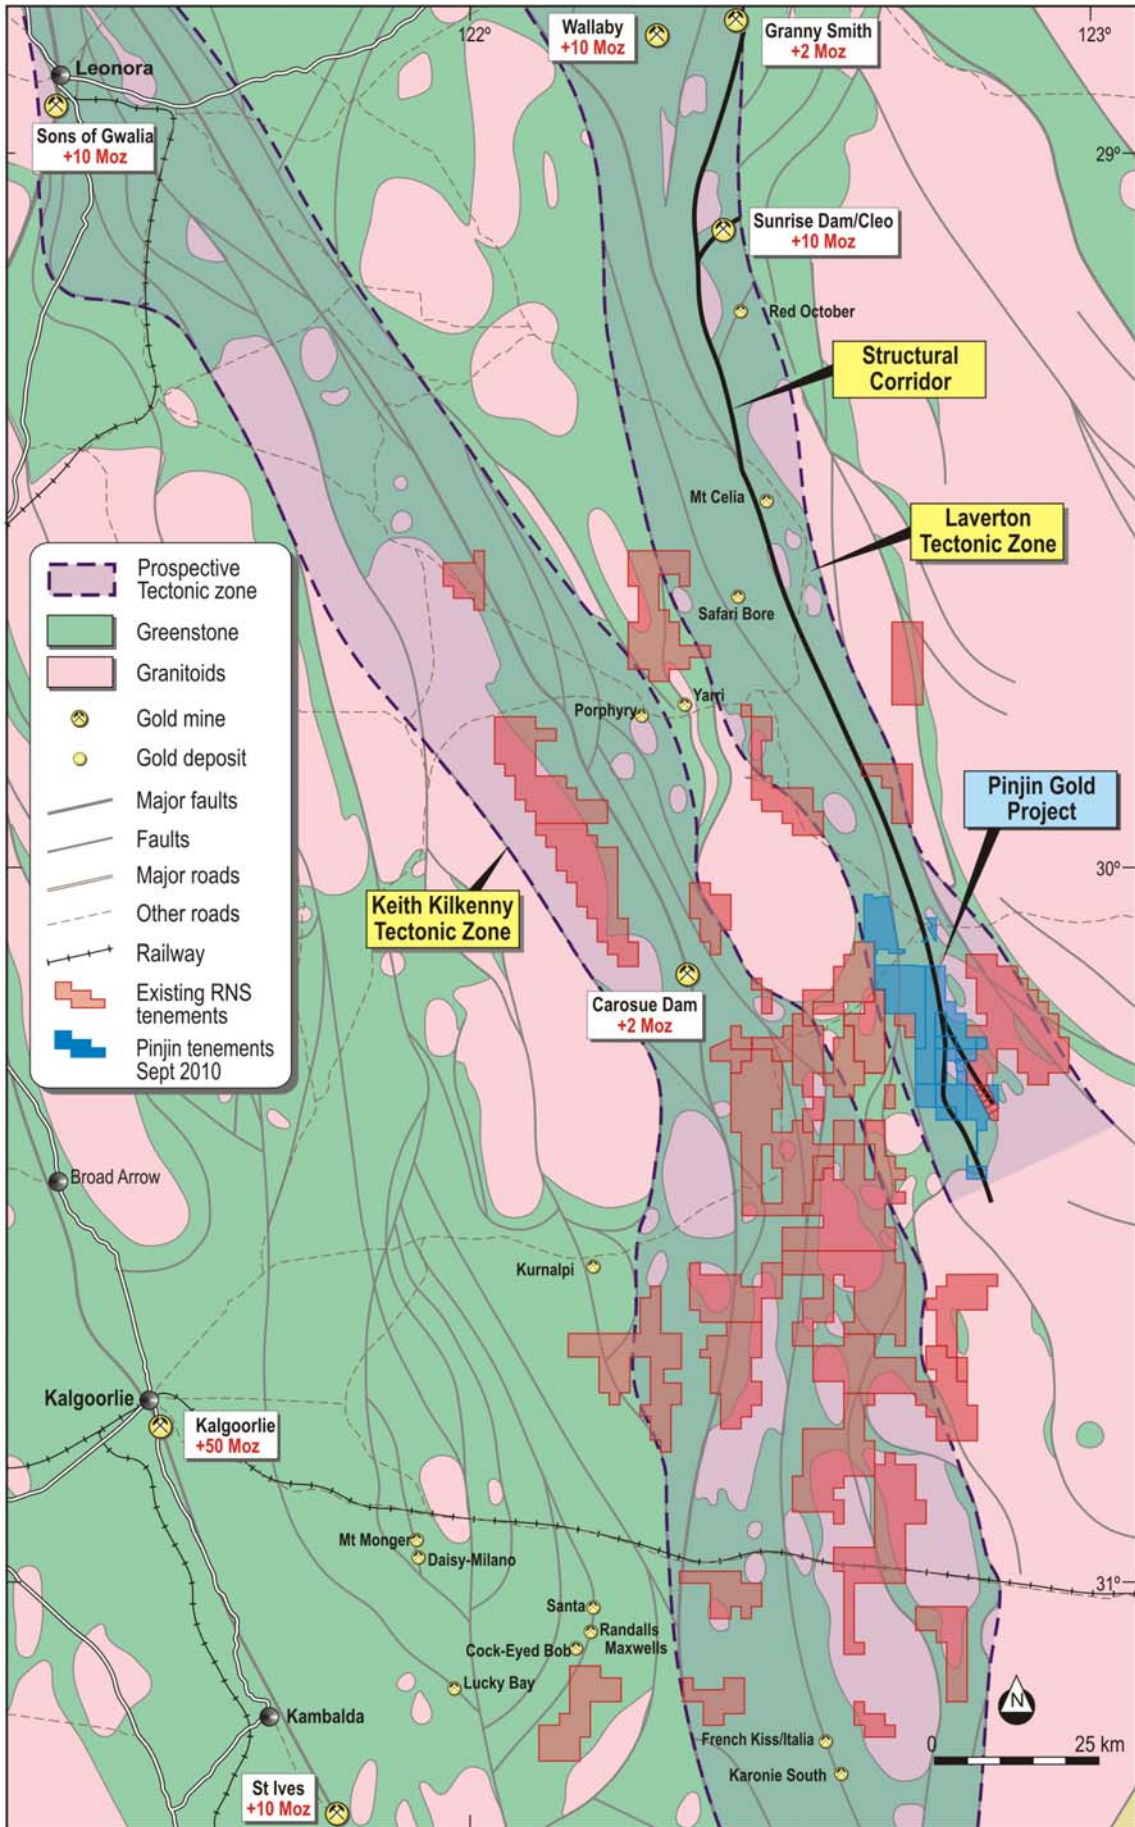 122º
123º
Wallaby
+10 Moz
Granny Smith
+2 Moz
Leonora
Sons of Gwalia
+10 Moz
29º
Sunrise Dam/Cleo
+10 Moz
Red October
Structural
Corridor
Mt Celia
Laverton
Tectonic Zone
Safari Bore
Yarri
Porphyry
Pinjin Gold
Project
30º
Keith Kilkenny
Tectonic Zone
Carosue Dam
+2 Moz
Prospective
Tectonic zone
Greenstone
Granitoids
Gold mine
Gold deposit
Major faults
Faults
Major roads
Other roads
Railway
Existing RNS
tenements
Pinjin tenements
Sept 2010
Broad Arrow
Kurnalpi
Kalgoorlie
Kalgoorlie
+50 Moz
Mt Monger
Daisy-Milano
31º
Santa
Randalls
Maxwells
Cock-Eyed Bob
Lucky Bay
Kambalda
N
French Kiss/Italia
0 25 km
Karonie South
St Ives
+10 Moz